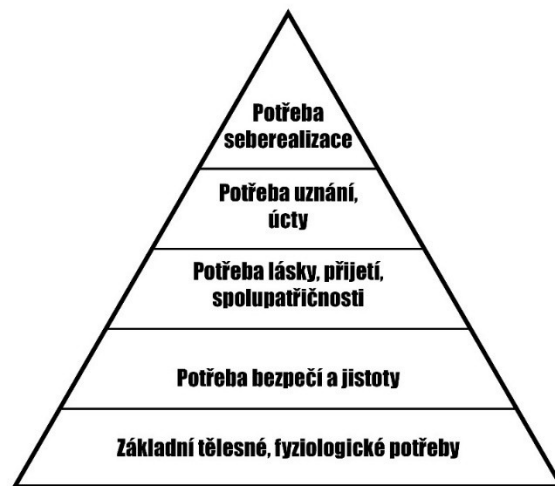 Potřeba
seberealizace
Potřeba uznání,
úcty
Potřeba lásky, přijetí,
spolupatřičnosti
Potřeba bezpečí a jistoty
Základní tělesné, fyziologické potřeby